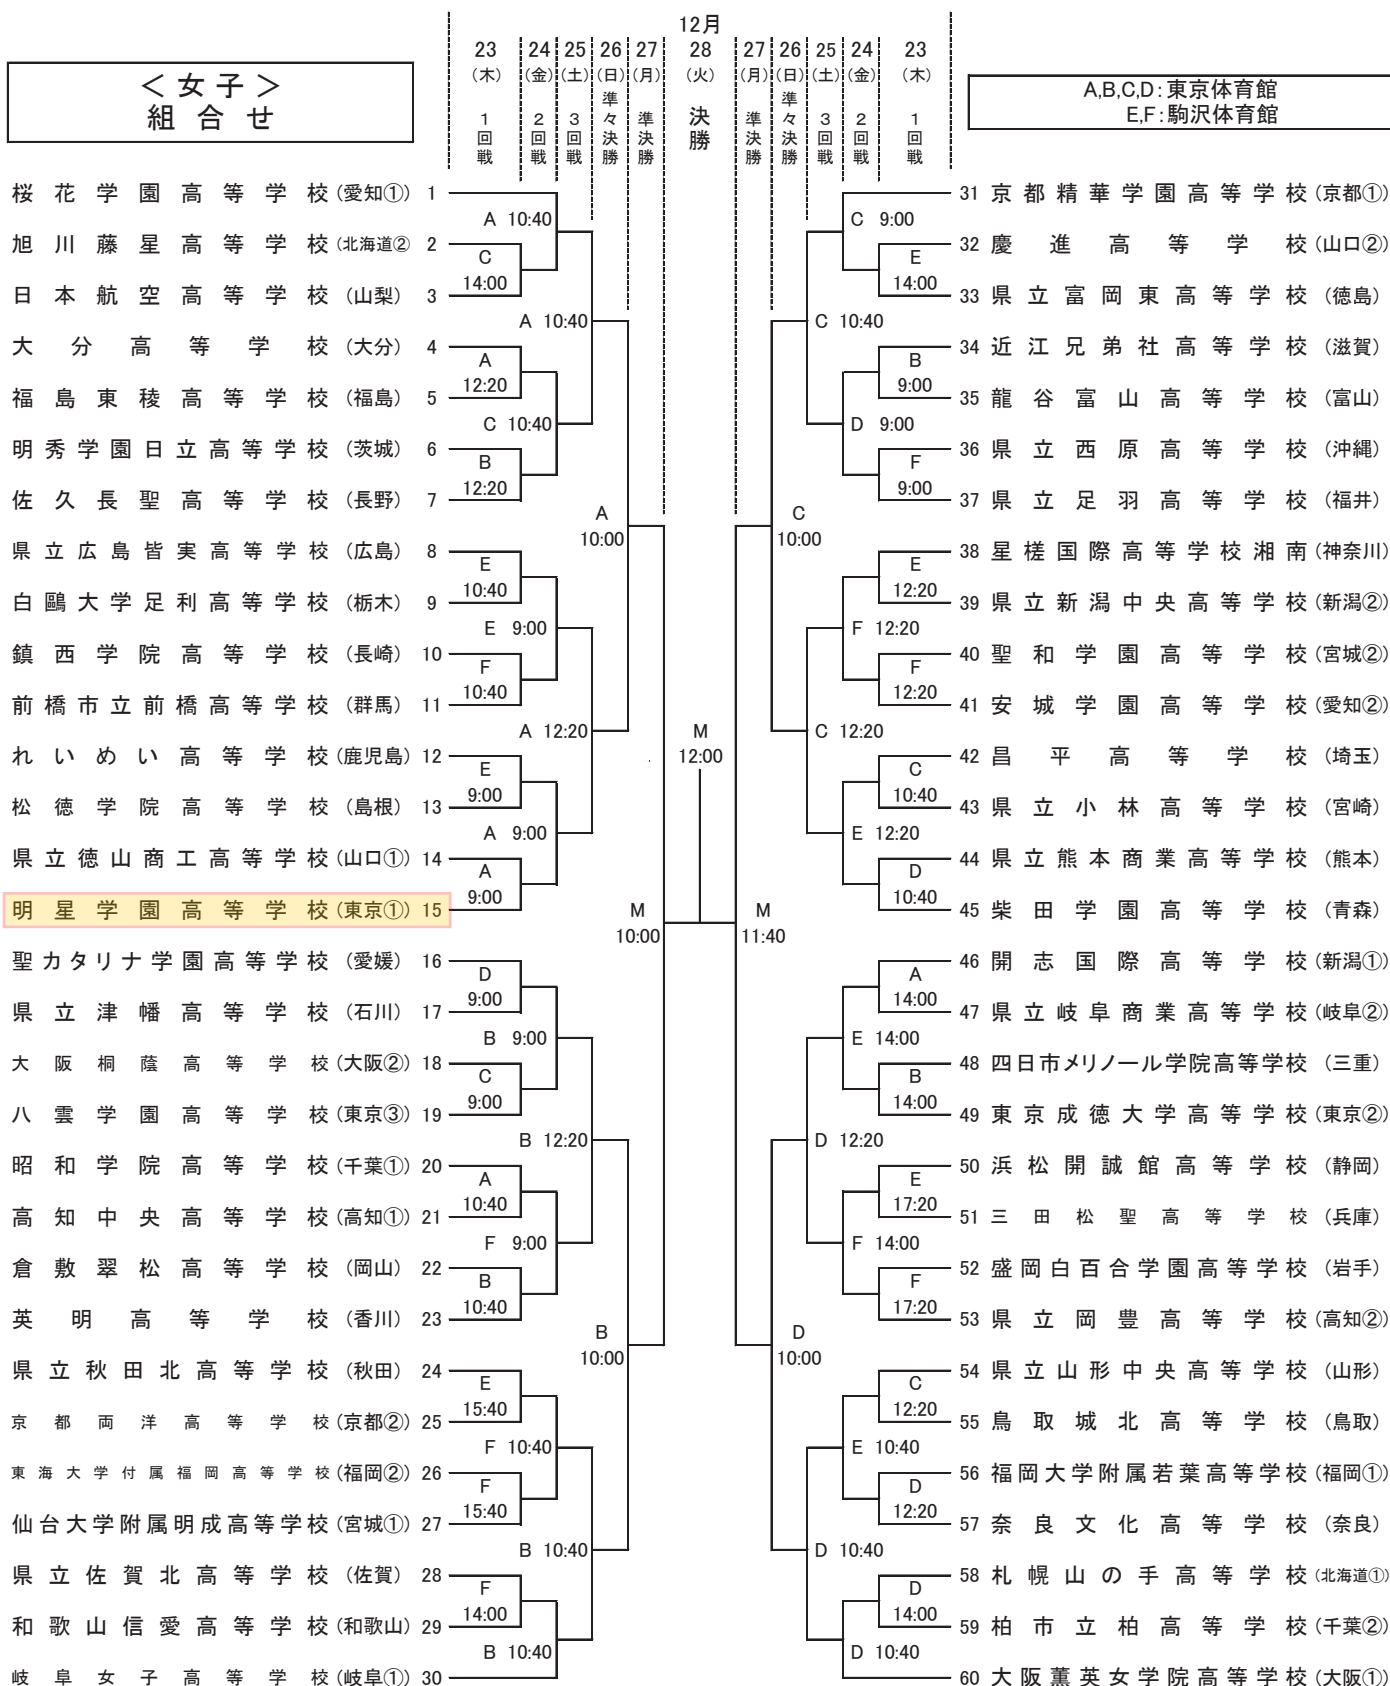 12月
23 24 25 26 27 28 27 26 25 24 23
(木) (金) (土) (日) (月) (火) (月) (日) (土) (金) (木)
1回戦 2回戦 3回戦 準々決勝 準決勝 決勝 準決勝 準々決勝 3回戦 2回戦 1回戦
＜女子＞
組合せ
A,B,C,D:東京体育館
E,F:駒沢体育館
桜花学園高等学校(愛知①) 1
旭川藤星高等学校(北海道② 2
日本航空高等学校(山梨) 3
大分高等学校(大分) 4
福島東稜高等学校(福島) 5
明秀学園日立高等学校(茨城) 6
佐久長聖高等学校(長野) 7
県立広島皆実高等学校(広島) 8
白鷗大学足利高等学校(栃木) 9
鎮西学院高等学校(長崎) 10
前橋市立前橋高等学校(群馬) 11
れいめい高等学校(鹿児島) 12
松徳学院高等学校(島根) 13
県立徳山商工高等学校(山口①) 14
明星学園高等学校(東京①) 15
聖カタリナ学園高等学校(愛媛) 16
県立津幡高等学校(石川) 17
大阪桐蔭高等学校(大阪②) 18
八雲学園高等学校(東京③) 19
昭和学院高等学校(千葉①) 20
高知中央高等学校(高知①) 21
倉敷翠松高等学校(岡山) 22
英明高等学校(香川) 23
県立秋田北高等学校(秋田) 24
京都両洋高等学校(京都②) 25
東海大学付属福岡高等学校(福岡②) 26
仙台大学附属明成高等学校(宮城①) 27
県立佐賀北高等学校(佐賀) 28
和歌山信愛高等学校(和歌山) 29
岐阜女子高等学校(岐阜①) 30
C
14:00
A
12:20
B
12:20
E
10:40
F
10:40
E
9:00
A
9:00
D
9:00
C
9:00
A
10:40
B
10:40
E
15:40
F
15:40
F
14:00
A 10:40
C 10:40
E 9:00
A 9:00
B 9:00
F 9:00
F 10:40
B 10:40
A 10:40
A 12:20
B 12:20
B 10:40
A
10:00
B
10:00
M
10:00
M
12:00
M
11:40
C
10:00
D
10:00
C 10:40
C 12:20
D 12:20
D 10:40
C 9:00
D 9:00
F 12:20
E 12:20
E 14:00
F 14:00
E 10:40
D 10:40
E
14:00
B
9:00
F
9:00
E
12:20
F
12:20
C
10:40
D
10:40
A
14:00
B
14:00
E
17:20
F
17:20
C
12:20
D
12:20
D
14:00
31 京都精華学園高等学校(京都①)
32 慶進高等学校(山口②)
33 県立富岡東高等学校(徳島)
34 近江兄弟社高等学校(滋賀)
35 龍谷富山高等学校(富山)
36 県立西原高等学校(沖縄)
37 県立足羽高等学校(福井)
38 星槎国際高等学校湘南(神奈川)
39 県立新潟中央高等学校(新潟②)
40 聖和学園高等学校(宮城②)
41 安城学園高等学校(愛知②)
42 昌平高等学校(埼玉)
43 県立小林高等学校(宮崎)
44 県立熊本商業高等学校(熊本)
45 柴田学園高等学校(青森)
46 開志国際高等学校(新潟①)
47 県立岐阜商業高等学校(岐阜②)
48 四日市メリノール学院高等学校(三重)
49 東京成徳大学高等学校(東京②)
50 浜松開誠館高等学校(静岡)
51 三田松聖高等学校(兵庫)
52 盛岡白百合学園高等学校(岩手)
53 県立岡豊高等学校(高知②)
54 県立山形中央高等学校(山形)
55 鳥取城北高等学校(鳥取)
56 福岡大学附属若葉高等学校(福岡①)
57 奈良文化高等学校(奈良)
58 札幌山の手高等学校(北海道①)
59 柏市立柏高等学校(千葉②)
60 大阪薫英女学院高等学校(大阪①)